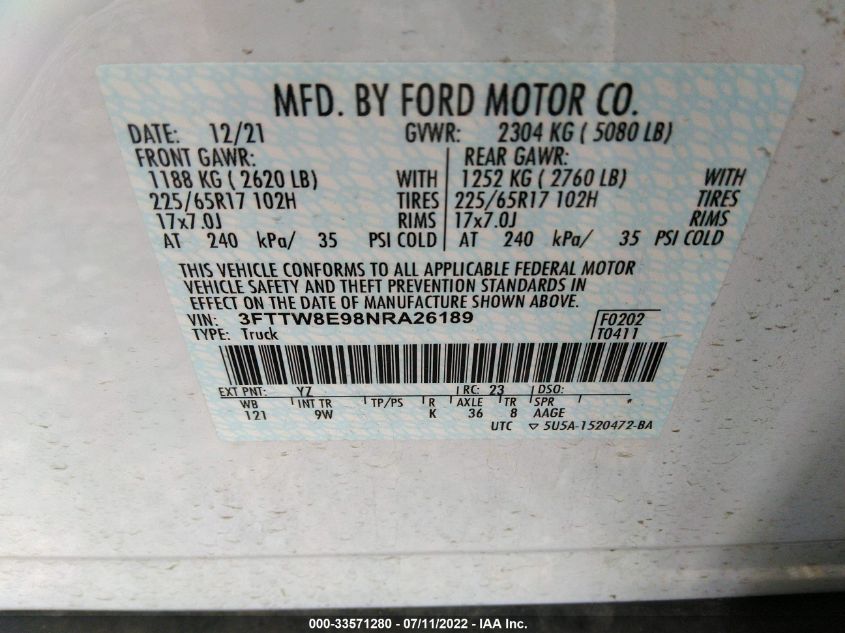 MFD. BY FORD MOTOR CO.
DATE: 12/21 GVWR: 2304 KG ( 5080 LB)
FRONT GAWR: REAR GAWR:
1188 KG ( 2620 LB) WITH 1252 KG ( 2760 LB) WITH
225/65R17 102H TIRES 225/65R17 102H TIRES
17x7.0J RIMS 17x7.0J RIMS
AT 240 kPa/ 35 PSI COLD AT 240 kPa/ 35 PSI COLD
THIS VEHICLE CONFORMS TO ALL APPLICABLE FEDERAL MOTOR
VEHICLE SAFETY AND THEFT PREVENTION STANDARDS IN
EFFECT ON THE DATE OF MANUFACTURE SHOWN ABOVE.
VIN: 3FTTW8E98NRA26189 F0202
TYPE: Truck T0411
EXT PNT: YZ RC: 23 DSO:
WB INT TR TP/PS R AXLE TR SPR *
121 9W K 36 8 AAGE
UTC ▽ 5U5A-1520472-BA
000-33571280 - 07/11/2022 - IAA Inc.